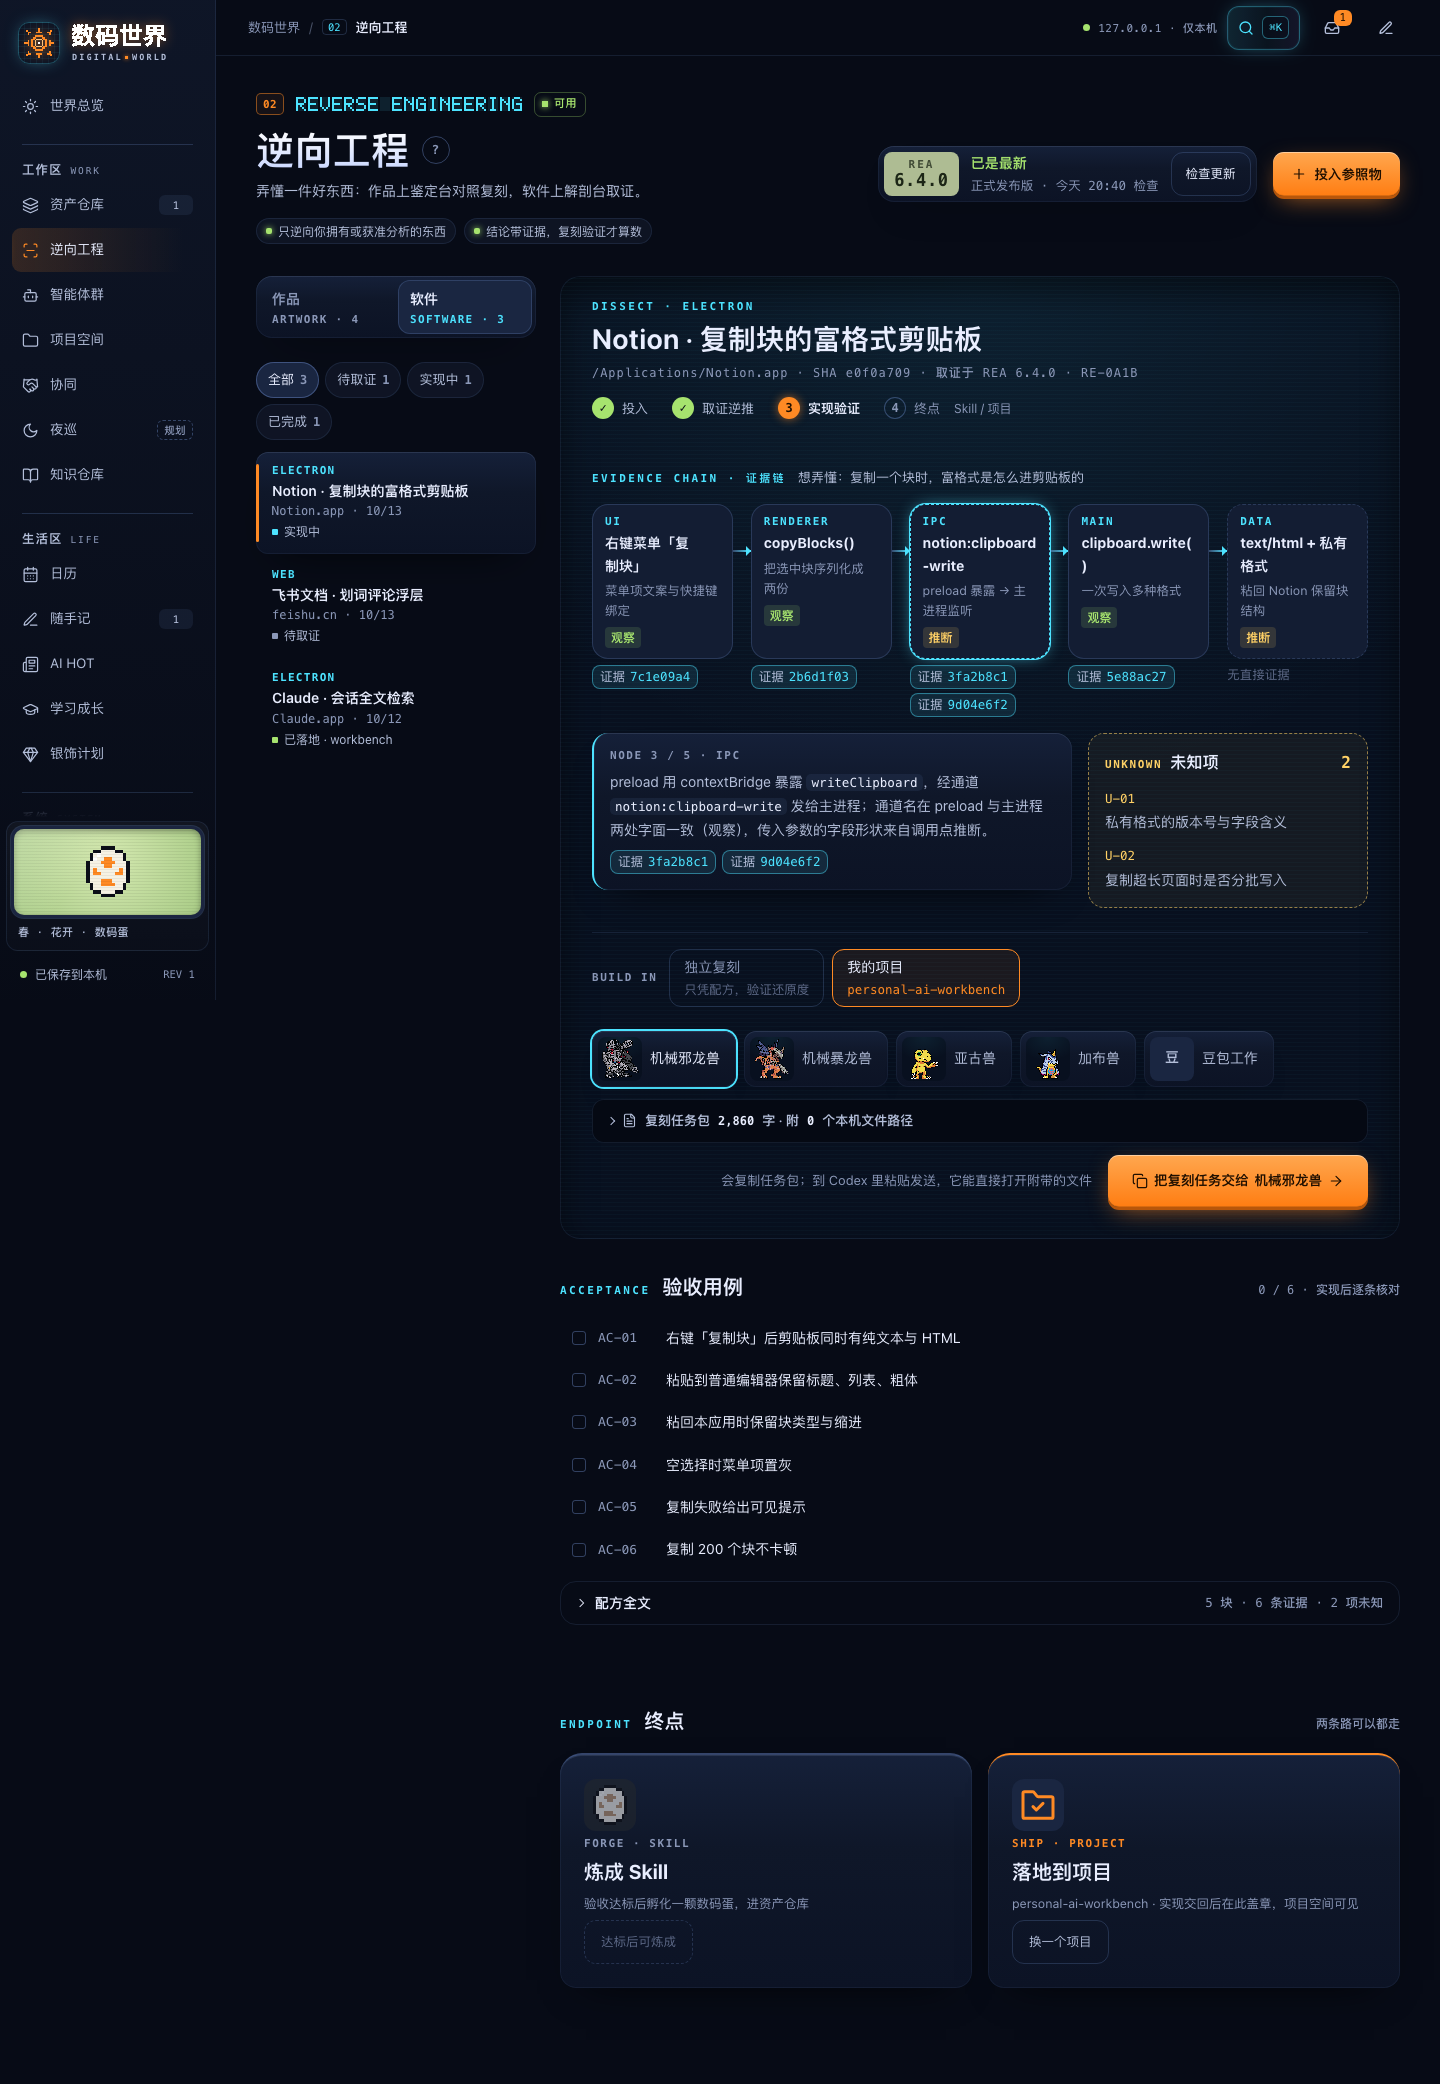 数码世界
DIGITAL WORLD
世界总览
工作区 WORK
资产仓库 1
逆向工程
智能体群
项目空间
协同
夜巡 规划
知识仓库
生活区 LIFE
日历
随手记 1
AI HOT
学习成长
银饰计划
春 · 花开 · 数码蛋
已保存到本机 REV 1
数码世界 / 02 逆向工程
127.0.0.1 · 仅本机
⌘K
1
02 REVERSE ENGINEERING 可用
逆向工程 ?
弄懂一件好东西：作品上鉴定台对照复刻，软件上解剖台取证。
只逆向你拥有或获准分析的东西
结论带证据，复刻验证才算数
REA
6.4.0
已是最新
正式发布版 · 今天 20:40 检查
检查更新
投入参照物
作品
ARTWORK · 4
软件
SOFTWARE · 3
全部 3
待取证 1
实现中 1
已完成 1
ELECTRON
Notion · 复制块的富格式剪贴板
Notion.app · 10/13
实现中
WEB
飞书文档 · 划词评论浮层
feishu.cn · 10/13
待取证
ELECTRON
Claude · 会话全文检索
Claude.app · 10/12
已落地 · workbench
DISSECT · ELECTRON
Notion · 复制块的富格式剪贴板
/Applications/Notion.app · SHA e0f0a709 · 取证于 REA 6.4.0 · RE-0A1B
✓ 投入
✓ 取证逆推
3 实现验证
4 终点 Skill / 项目
EVIDENCE CHAIN · 证据链 想弄懂：复制一个块时，富格式是怎么进剪贴板的
UI
右键菜单「复
制块」
菜单项文案与快捷键
绑定
观察
证据 7c1e09a4
RENDERER
copyBlocks()
把选中块序列化成
两份
观察
证据 2b6d1f03
IPC
notion:clipboard
-write
preload 暴露 → 主
进程监听
推断
证据 3fa2b8c1
证据 9d04e6f2
MAIN
clipboard.write(
)
一次写入多种格式
观察
证据 5e88ac27
DATA
text/html + 私有
格式
粘回 Notion 保留块
结构
推断
无直接证据
NODE 3 / 5 · IPC
preload 用 contextBridge 暴露 writeClipboard，经通道
notion:clipboard-write 发给主进程；通道名在 preload 与主进程
两处字面一致（观察），传入参数的字段形状来自调用点推断。
证据 3fa2b8c1 证据 9d04e6f2
UNKNOWN 未知项 2
U-01
私有格式的版本号与字段含义
U-02
复制超长页面时是否分批写入
BUILD IN
独立复刻
只凭配方，验证还原度
我的项目
personal-ai-workbench
机械邪龙兽
机械暴龙兽
亚古兽
加布兽
豆 豆包工作
复刻任务包 2,860 字 · 附 0 个本机文件路径
会复制任务包；到 Codex 里粘贴发送，它能直接打开附带的文件
把复刻任务交给 机械邪龙兽 →
ACCEPTANCE 验收用例
0 / 6 · 实现后逐条核对
AC-01 右键「复制块」后剪贴板同时有纯文本与 HTML
AC-02 粘贴到普通编辑器保留标题、列表、粗体
AC-03 粘回本应用时保留块类型与缩进
AC-04 空选择时菜单项置灰
AC-05 复制失败给出可见提示
AC-06 复制 200 个块不卡顿
配方全文
5 块 · 6 条证据 · 2 项未知
ENDPOINT 终点
两条路可以都走
FORGE · SKILL
炼成 Skill
验收达标后孵化一颗数码蛋，进资产仓库
达标后可炼成
SHIP · PROJECT
落地到项目
personal-ai-workbench · 实现交回后在此盖章，项目空间可见
换一个项目